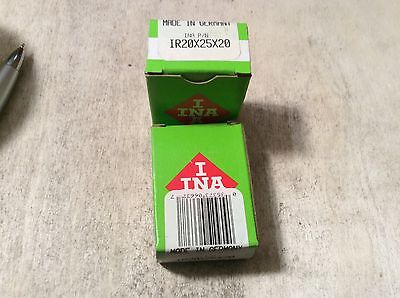 MADE IN GERMANY
INA P/N
IR20X25X20
I
INA
A
I
INA
MADE IN GERMANY